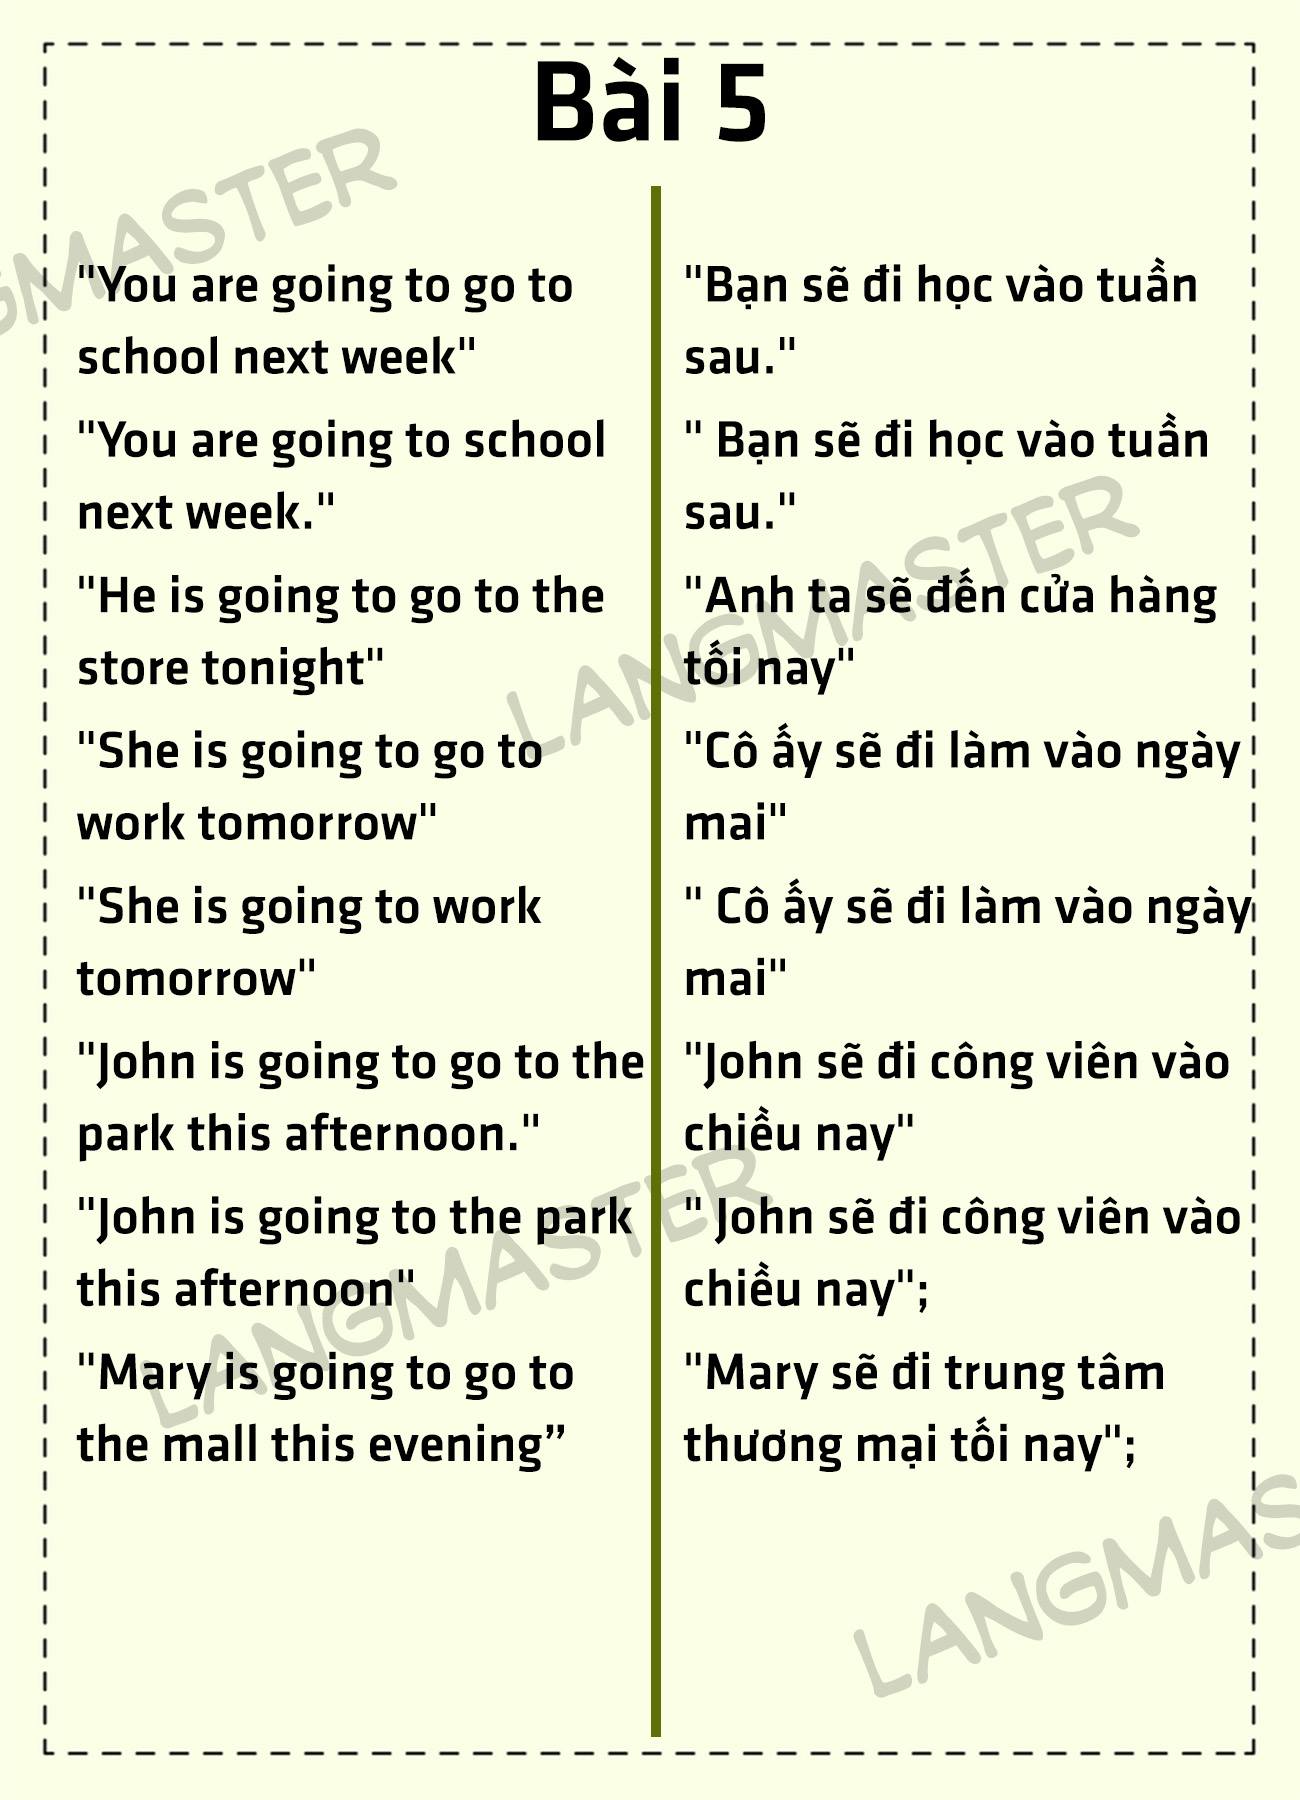 Bài 5
"You are going to go to
school next week"
"You are going to school
next week."
"He is going to go to the
store tonight"
"She is going to go to
work tomorrow"
"She is going to work
tomorrow"
"John is going to go to the
park this afternoon."
"John is going to the park
this afternoon"
"Mary is going to go to
the mall this evening”
"Bạn sẽ đi học vào tuần
sau."
" Bạn sẽ đi học vào tuần
sau."
"Anh ta sẽ đến cửa hàng
tối nay"
"Cô ấy sẽ đi làm vào ngày
mai"
" Cô ấy sẽ đi làm vào ngày
mai"
"John sẽ đi công viên vào
chiều nay"
" John sẽ đi công viên vào
chiều nay";
"Mary sẽ đi trung tâm
thương mại tối nay";
GMASTER
LANGMASTER
LANGMASTER
LANGMAS